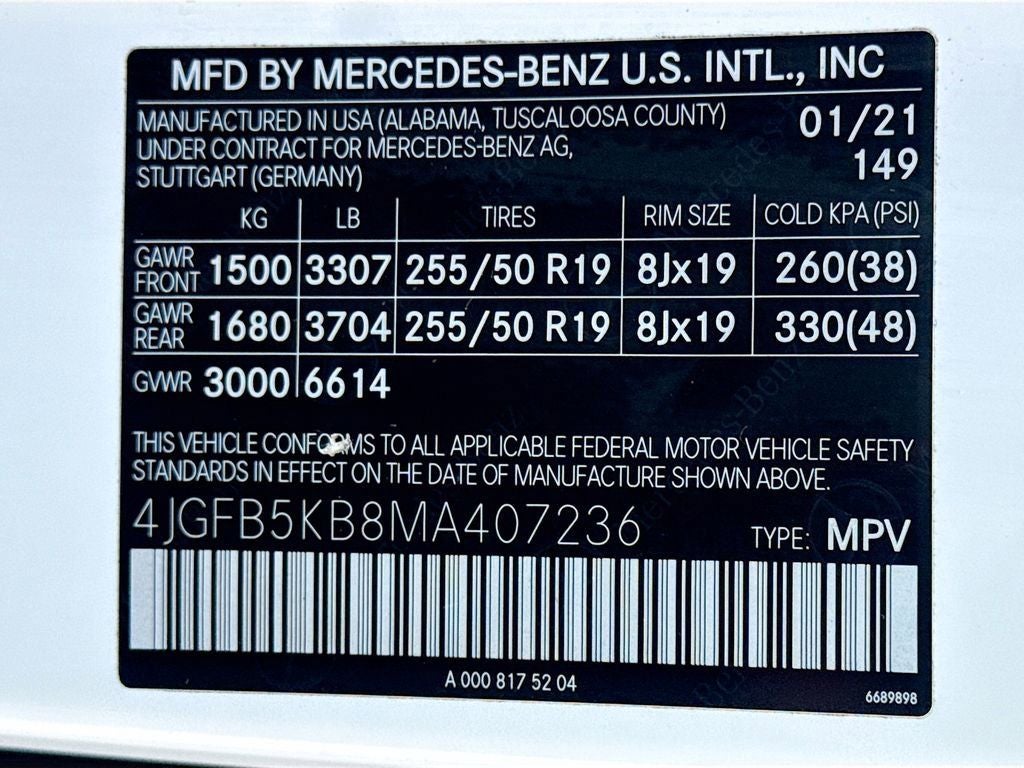 MFD BY MERCEDES-BENZ U.S. INTL., INC
MANUFACTURED IN USA (ALABAMA, TUSCALOOSA COUNTY) 01/21
UNDER CONTRACT FOR MERCEDES-BENZ AG, 149
STUTTGART (GERMANY)
KG LB TIRES RIM SIZE COLD KPA (PSI)
GAWR FRONT 1500 3307 255/50 R19 8Jx19 260(38)
GAWR REAR 1680 3704 255/50 R19 8Jx19 330(48)
GVWR 3000 6614
THIS VEHICLE CONFORMS TO ALL APPLICABLE FEDERAL MOTOR VEHICLE SAFETY
STANDARDS IN EFFECT ON THE DATE OF MANUFACTURE SHOWN ABOVE.
4JGFB5KB8MA407236 TYPE: MPV
A 000 817 52 04
6689898